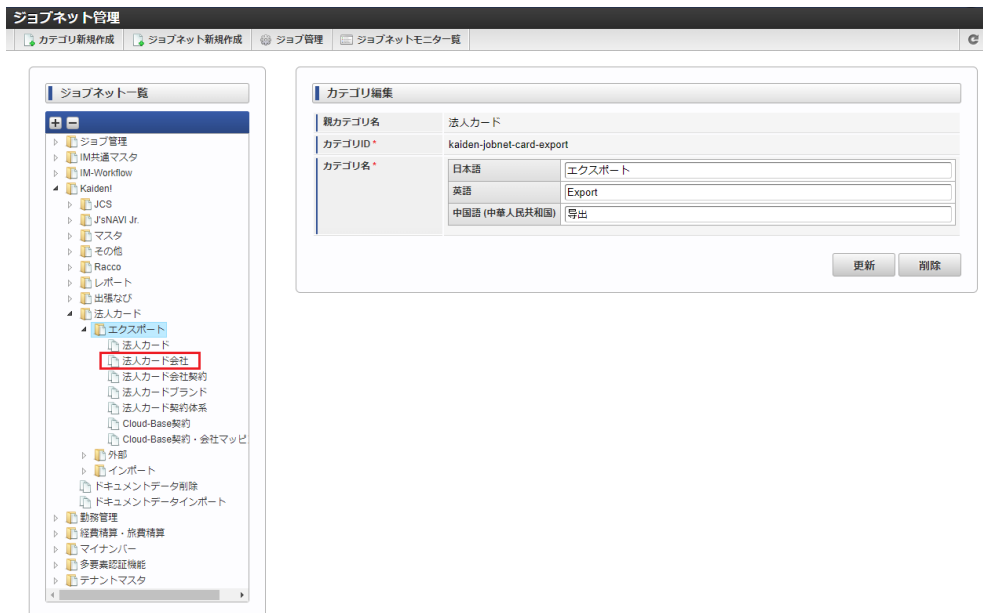 ジョブネット管理
カテゴリ新規作成 ジョブネット新規作成 ジョブ管理 ジョブネットモニター覧
ジョブネット一覧
ジョブ管理
IM共通マスタ
IM-Workflow
Kaiden!
JCS
J'sNAVI Jr.
マスタ
その他
Racco
レポート
出張なび
法人カード
エクスポート
法人カード
法人カード会社
法人カード会社契約
法人カードブランド
法人カード契約体系
Cloud-Base契約
Cloud-Base契約・会社マッピ
外部
インポート
ドキュメントデータ削除
ドキュメントデータインポート
勤務管理
経費精算・旅費精算
マイナンバー
多要素認証機能
テナントマスタ
カテゴリ編集
親カテゴリ名 法人カード
カテゴリID* kaiden-jobnet-card-export
カテゴリ名*
日本語 エクスポート
英語 Export
中国語 (中華人民共和国) 导出
更新 削除